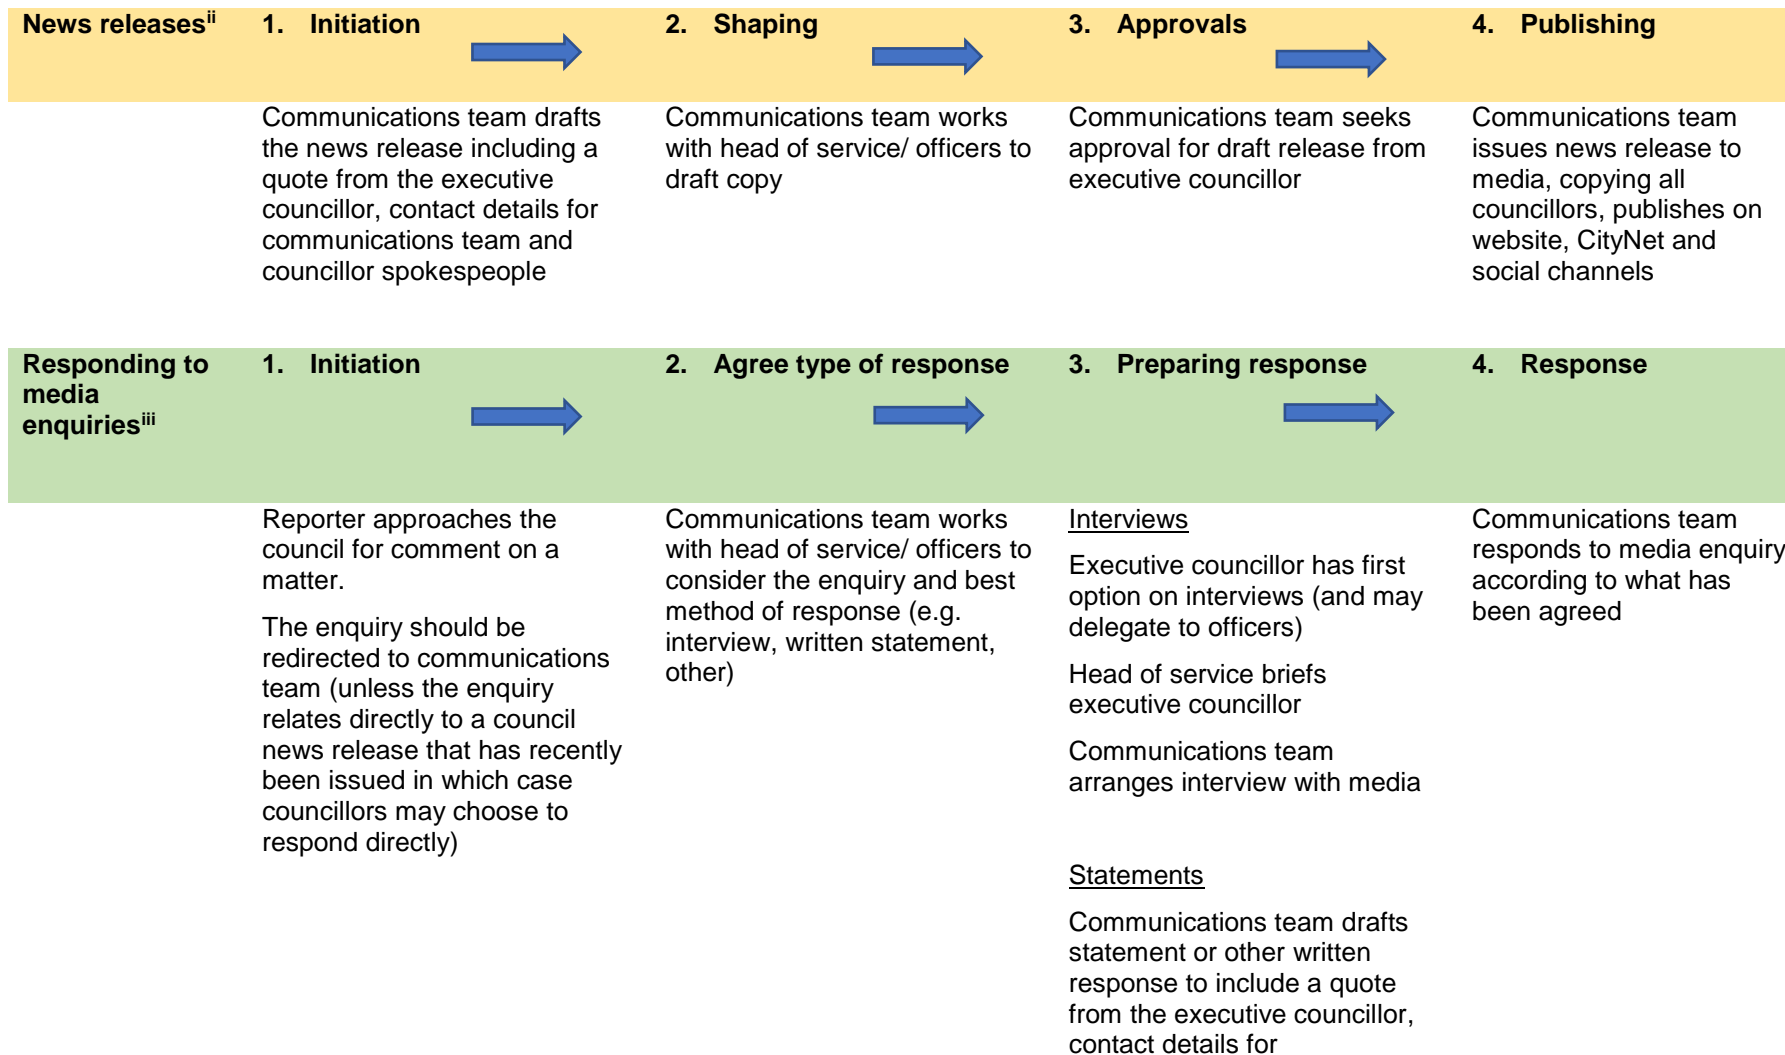 News releasesii
1. Initiation
2. Shaping
3. Approvals
4. Publishing
Communications team drafts
the news release including a
quote from the executive
councillor, contact details for
communications team and
councillor spokespeople
Communications team works
with head of service/ officers to
draft copy
Communications team seeks
approval for draft release from
executive councillor
Communications team
issues news release to
media, copying all
councillors, publishes on
website, CityNet and
social channels
Responding to
media
enquiriesiii
1. Initiation
2. Agree type of response
3. Preparing response
4. Response
Reporter approaches the
council for comment on a
matter.
The enquiry should be
redirected to communications
team (unless the enquiry
relates directly to a council
news release that has recently
been issued in which case
councillors may choose to
respond directly)
Communications team works
with head of service/ officers to
consider the enquiry and best
method of response (e.g.
interview, written statement,
other)
Interviews
Executive councillor has first
option on interviews (and may
delegate to officers)
Head of service briefs
executive councillor
Communications team
arranges interview with media
Statements
Communications team drafts
statement or other written
response to include a quote
from the executive councillor,
contact details for
Communications team
responds to media enquiry
according to what has
been agreed